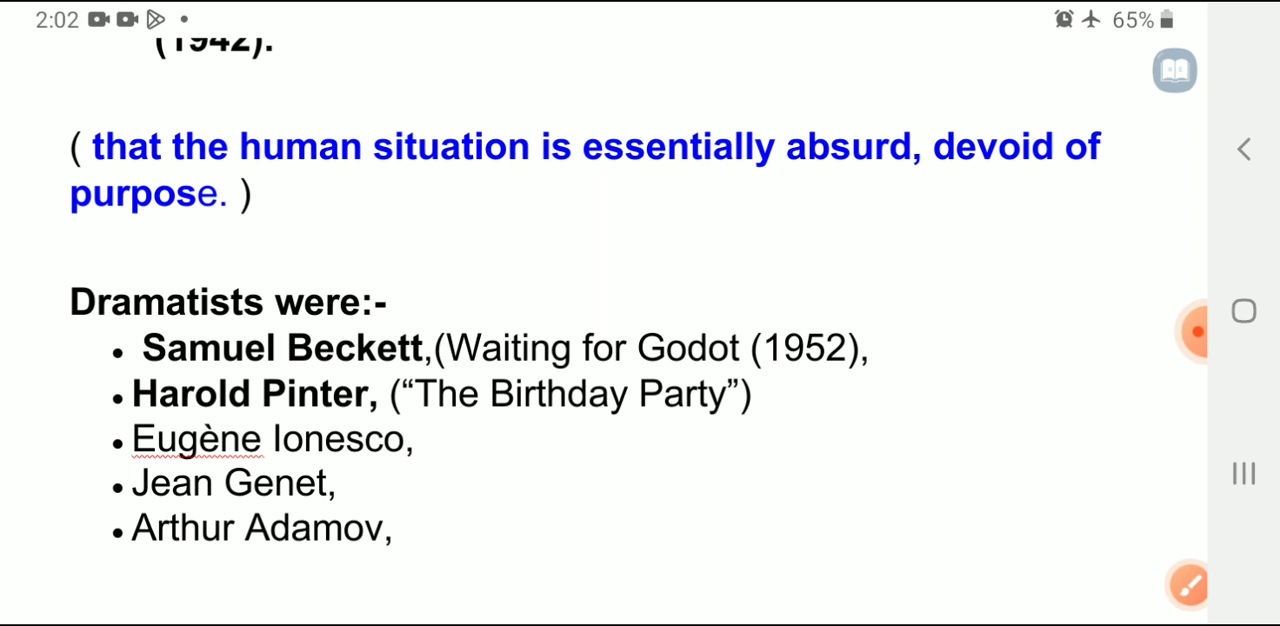 2:02
65%
(1942).
( that the human situation is essentially absurd, devoid of
purpose. )
Dramatists were:-
• Samuel Beckett,(Waiting for Godot (1952),
• Harold Pinter, (“The Birthday Party”)
• Eugène Ionesco,
• Jean Genet,
• Arthur Adamov,